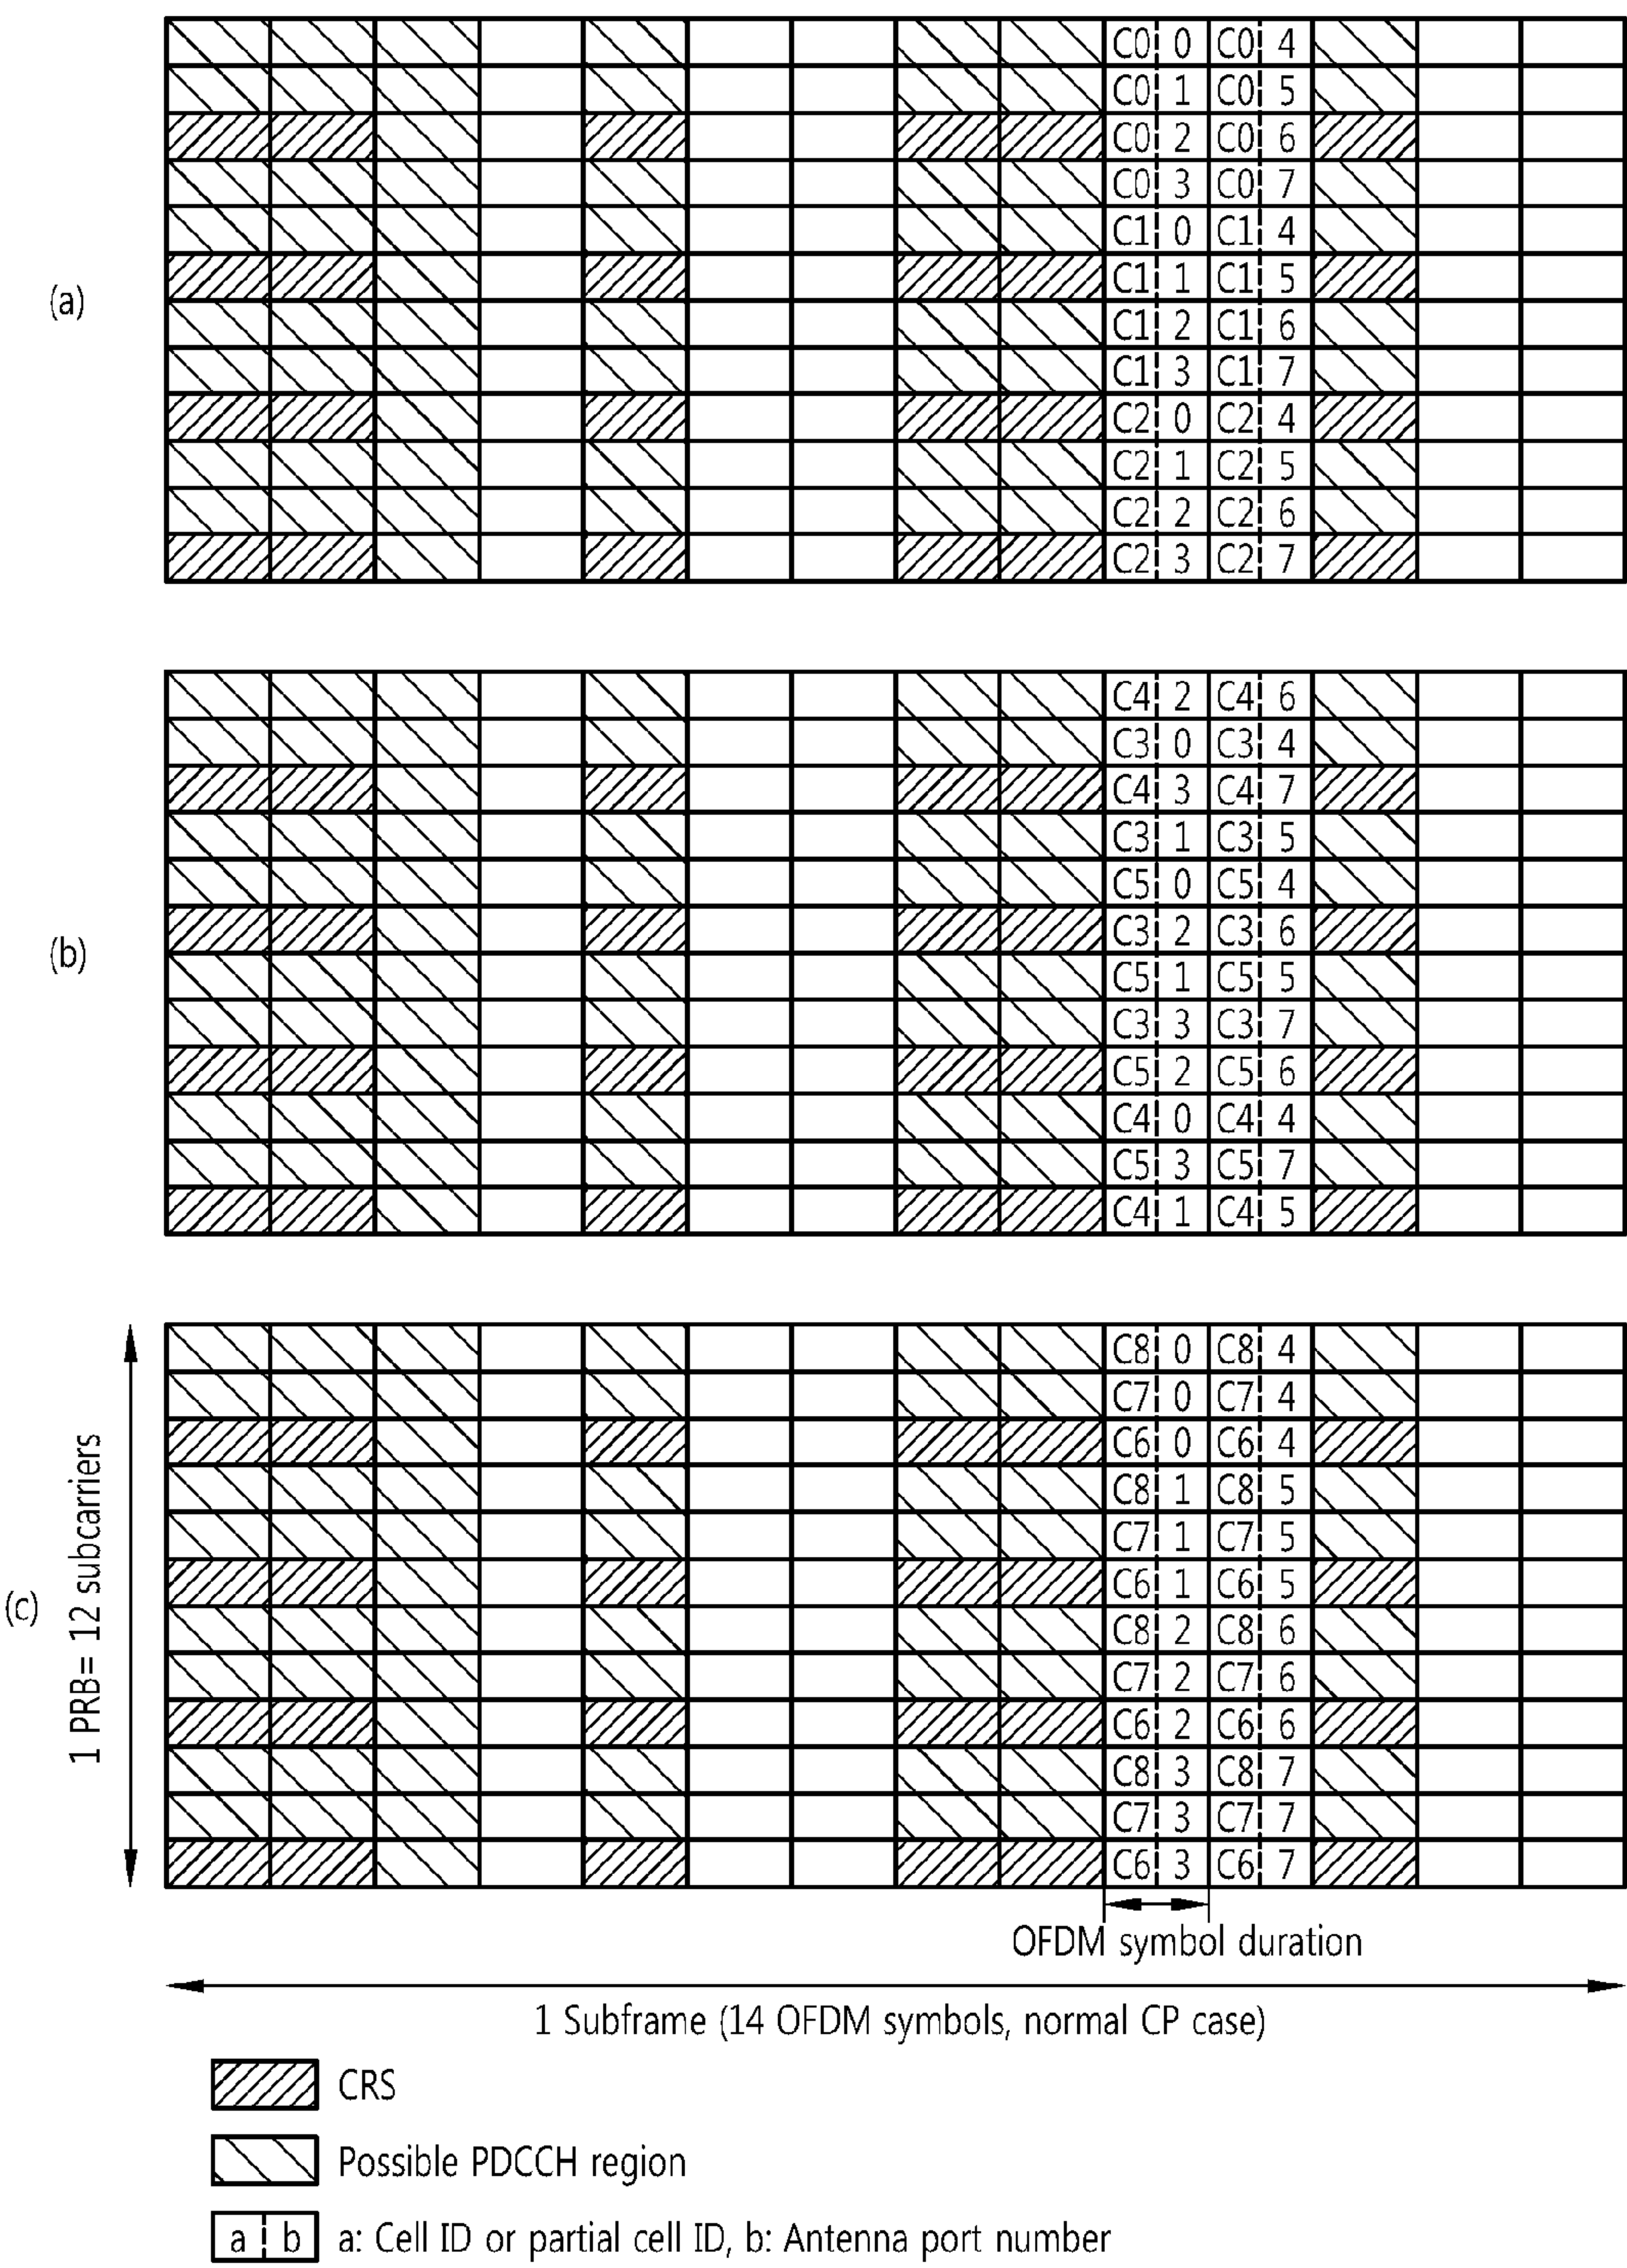 C0 0 C0 4
C0 1 C0 5
C0 2 C0 6
C0 3 C0 7
C1 0 C1 4
C1 1 C1 5
(a)
C1 2 C1 6
C1 3 C1 7
C2 0 C2 4
C2 1 C2 5
C2 2 C2 6
C2 3 C2 7
C4 2 C4 6
C3 0 C3 4
C4 3 C4 7
C3 1 C3 5
C5 0 C5 4
C3 2 C3 6
(b)
C5 1 C5 5
C3 3 C3 7
C5 2 C5 6
C4 0 C4 4
C5 3 C5 7
C4 1 C4 5
C8 0 C8 4
C7 0 C7 4
C6 0 C6 4
C8 1 C8 5
C7 1 C7 5
C6 1 C6 5
(c)
1 PRB= 12 subcarriers
C8 2 C8 6
C7 2 C7 6
C6 2 C6 6
C8 3 C8 7
C7 3 C7 7
C6 3 C6 7
OFDM symbol duration
1 Subframe (14 OFDM symbols, normal CP case)
CRS
Possible PDCCH region
a b a: Cell ID or partial cell ID, b: Antenna port number